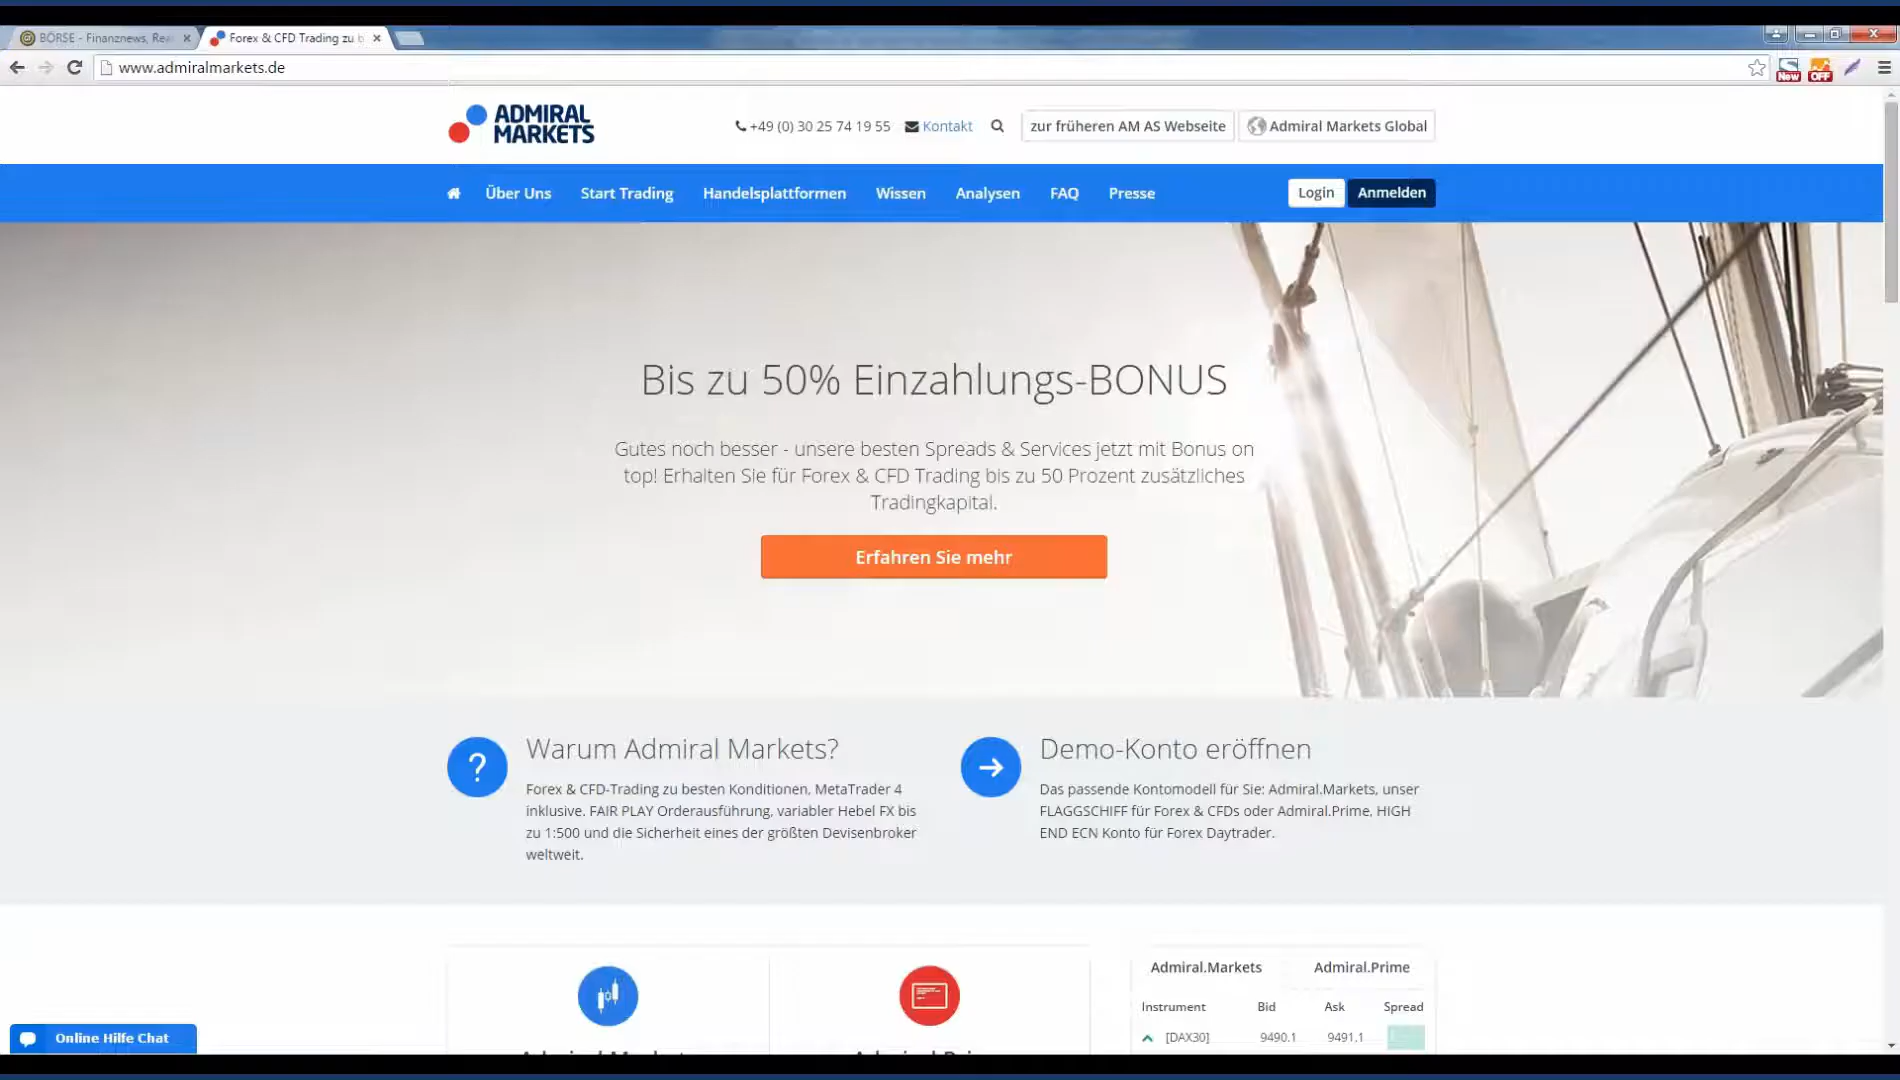 BÖRSE - Finanznews, Rea
Forex & CFD Trading zu b
www.admiralmarkets.de
New
OFF
ADMIRAL
MARKETS
+49 (0) 30 25 74 19 55
Kontakt
zur früheren AM AS Webseite
Admiral Markets Global
Über Uns
Start Trading
Handelsplattformen
Wissen
Analysen
FAQ
Presse
Login
Anmelden
Bis zu 50% Einzahlungs-BONUS
Gutes noch besser - unsere besten Spreads & Services jetzt mit Bonus on
top! Erhalten Sie für Forex & CFD Trading bis zu 50 Prozent zusätzliches
Tradingkapital.
Erfahren Sie mehr
Warum Admiral Markets?
Forex & CFD-Trading zu besten Konditionen, MetaTrader 4
inklusive. FAIR PLAY Orderausführung, variabler Hebel FX bis
zu 1:500 und die Sicherheit eines der größten Devisenbroker
weltweit.
Demo-Konto eröffnen
Das passende Kontomodell für Sie: Admiral.Markets, unser
FLAGGSCHIFF für Forex & CFDs oder Admiral.Prime, HIGH
END ECN Konto für Forex Daytrader.
Admiral.Markets
Admiral.Prime
Instrument
Bid
Ask
Spread
[DAX30]
9490.1
9491.1
Online Hilfe Chat